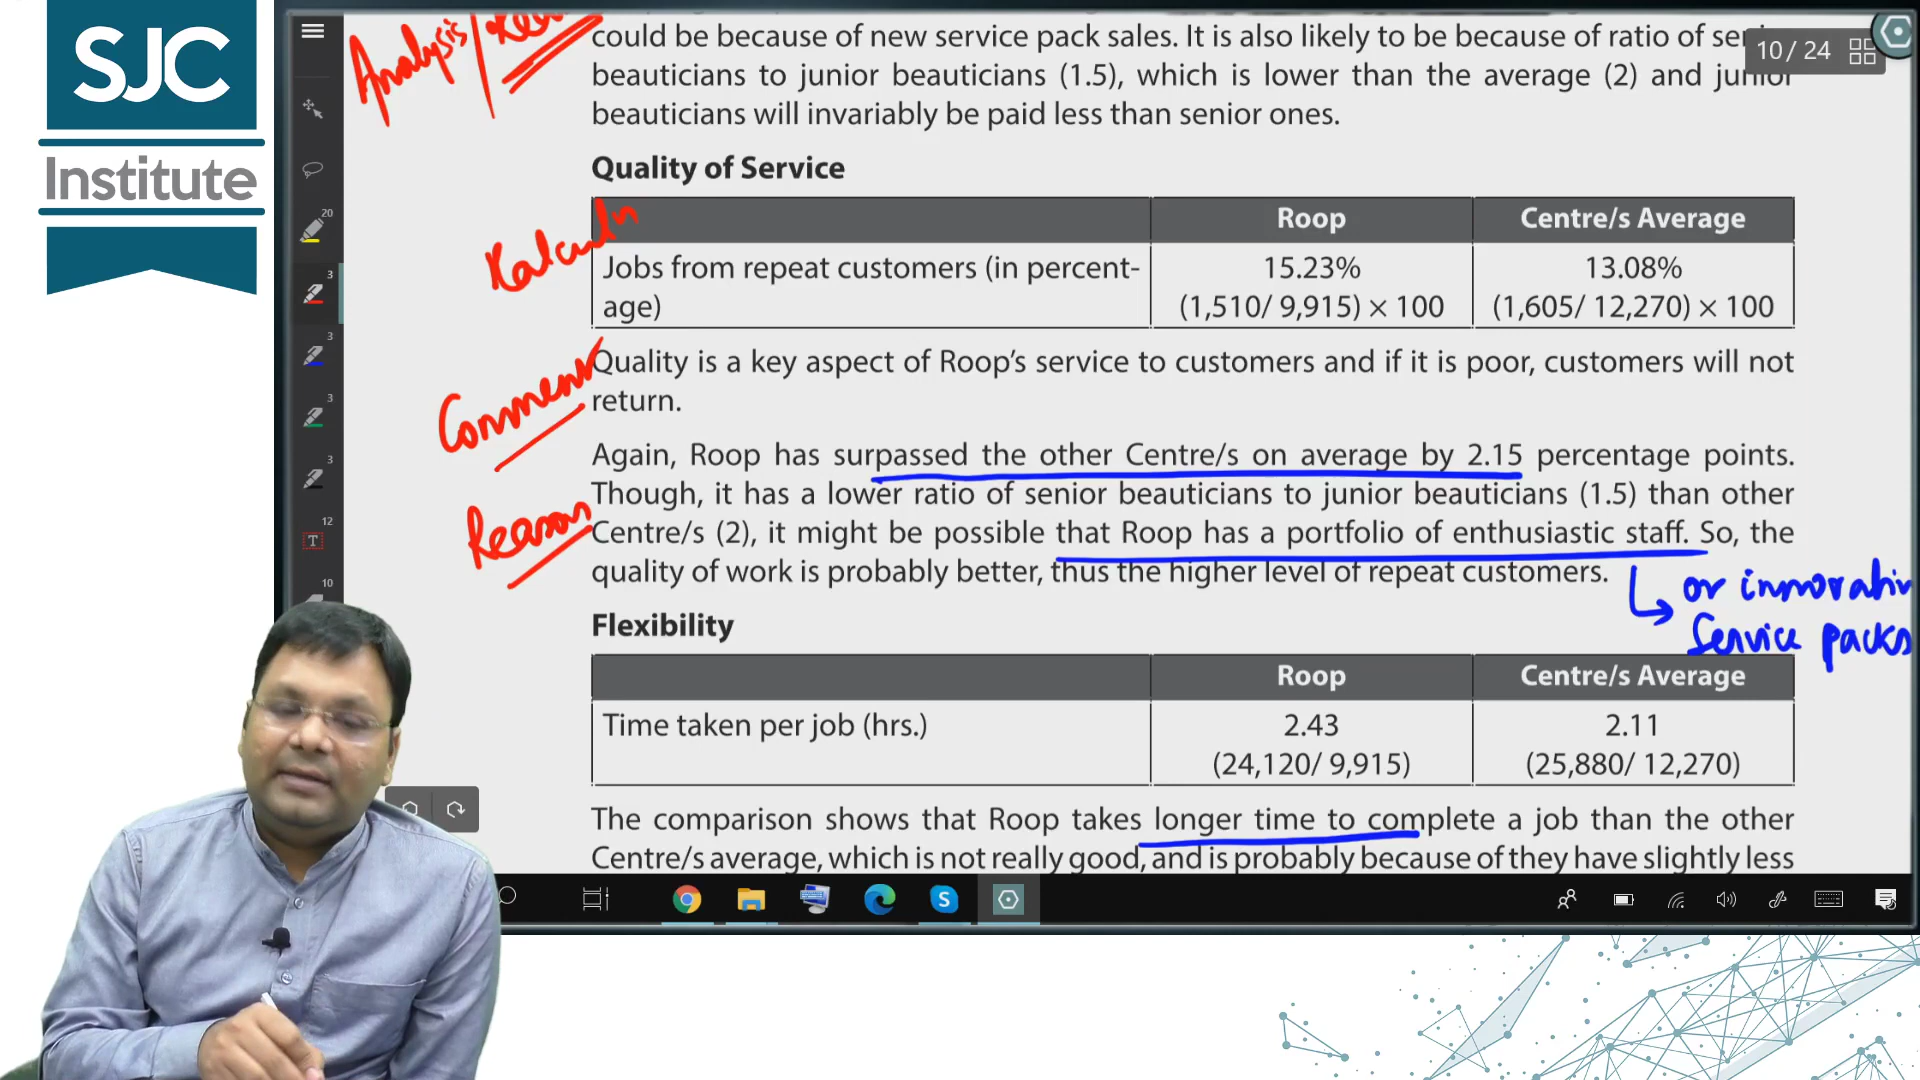 SJC
Institute
Analysis/
could be because of new service pack sales. It is also likely to be because of ratio of
beauticians to junior beauticians (1.5), which is lower than the average (2) and junior
beauticians will invariably be paid less than senior ones.
10/ 24
Quality of Service
Roop
Centre/s Average
Jobs from repeat customers (in percent-
age)
15.23%
(1,510/ 9,915) × 100
13.08%
(1,605/ 12,270) × 100
Comment
Quality is a key aspect of Roop's service to customers and if it is poor, customers will not
return.
Again, Roop has surpassed the other Centre/s on average by 2.15 percentage points.
Reason
Though, it has a lower ratio of senior beauticians to junior beauticians (1.5) than other
Centre/s (2), it might be possible that Roop has a portfolio of enthusiastic staff. So, the
quality of work is probably better, thus the higher level of repeat customers.
or
Service packs
Flexibility
Roop
Centre/s Average
Time taken per job (hrs.)
2.43
(24,120/ 9,915)
2.11
(25,880/ 12,270)
The comparison shows that Roop takes longer time to complete a job than the other
Centre/s average, which is not really good, and is probably because of they have slightly less
20
3
3
3
3
12
T
10
S